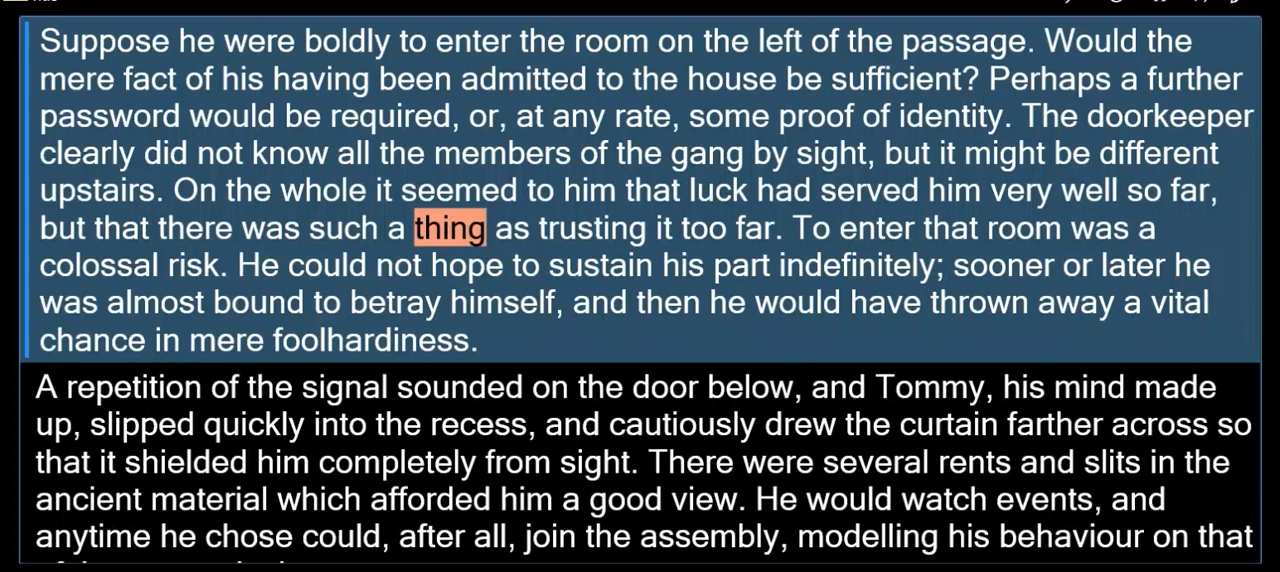 Suppose he were boldly to enter the room on the left of the passage. Would the
mere fact of his having been admitted to the house be sufficient? Perhaps a further
password would be required, or, at any rate, some proof of identity. The doorkeeper
clearly did not know all the members of the gang by sight, but it might be different
upstairs. On the whole it seemed to him that luck had served him very well so far,
but that there was such a thing as trusting it too far. To enter that room was a
colossal risk. He could not hope to sustain his part indefinitely; sooner or later he
was almost bound to betray himself, and then he would have thrown away a vital
chance in mere foolhardiness.
A repetition of the signal sounded on the door below, and Tommy, his mind made
up, slipped quickly into the recess, and cautiously drew the curtain farther across so
that it shielded him completely from sight. There were several rents and slits in the
ancient material which afforded him a good view. He would watch events, and
anytime he chose could, after all, join the assembly, modelling his behaviour on that